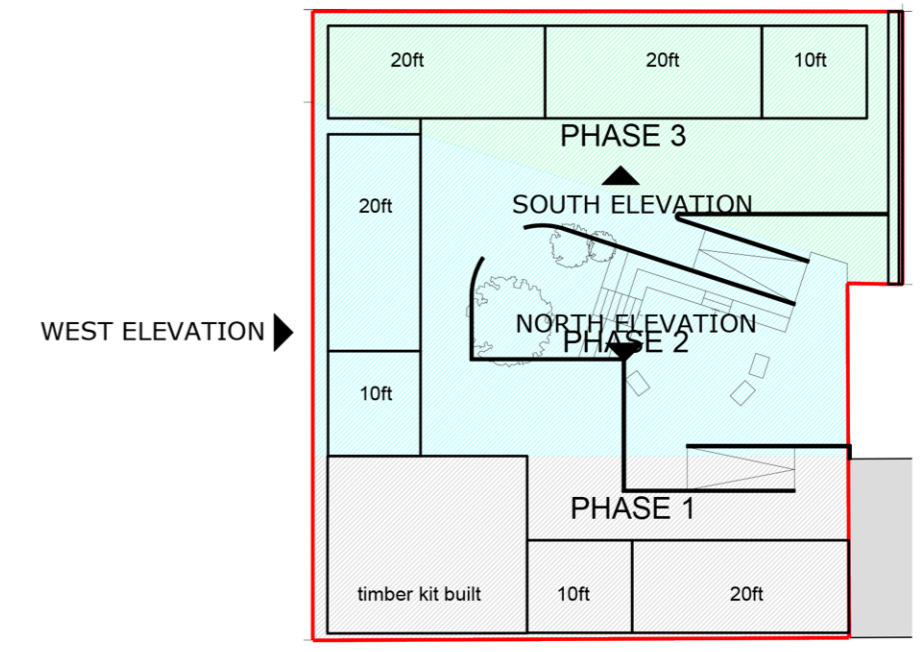 20ft 20ft 10ft
PHASE 3
20ft
SOUTH ELEVATION
WEST ELEVATION
NORTH ELEVATION
PHASE 2
10ft
PHASE 1
timber kit built 10ft 20ft